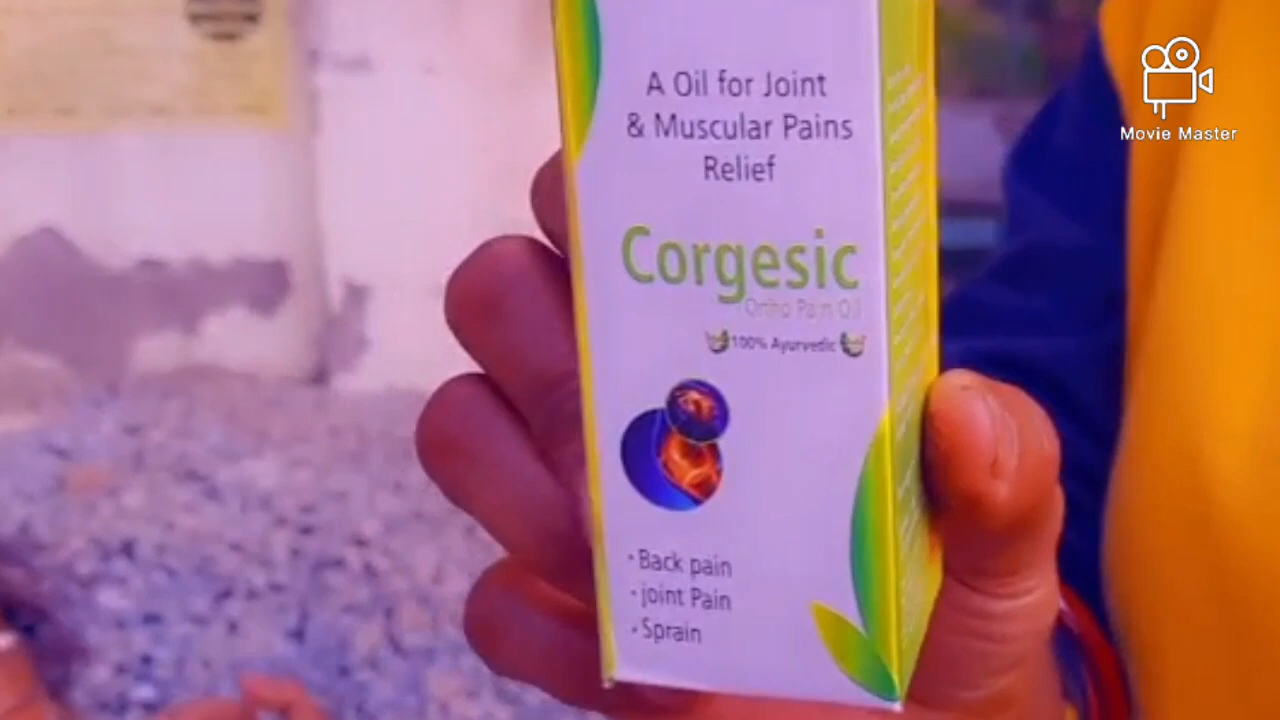 A Oil for Joint
& Muscular Pains
Relief
Corgesic
Ortho Pain Oil
100% Ayurvedic
• Back pain
• joint Pain
• Sprain
Movie Master